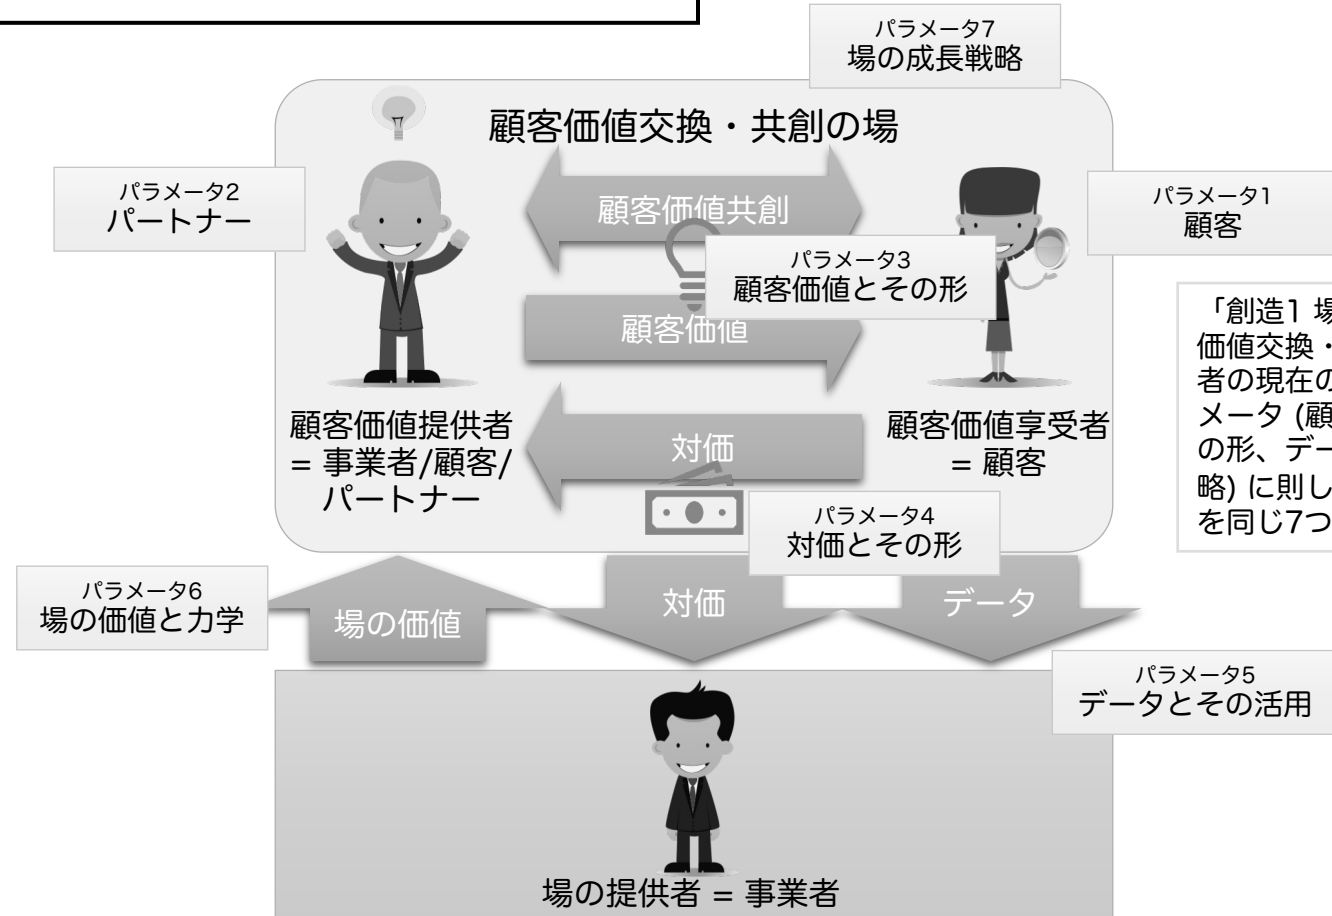 パラメータ7
場の成長戦略
顧客価値交換・共創の場
パラメータ2
パートナー
顧客価値共創
パラメータ1
顧客
パラメータ3
顧客価値とその形
顧客価値
「創造1 場
価値交換・
者の現在の
メータ (顧
の形、デー
略) に則し
を同じ7つ
顧客価値提供者
= 事業者/顧客/
パートナー
対価
顧客価値享受者
= 顧客
パラメータ4
対価とその形
パラメータ6
場の価値と力学
場の価値
対価
データ
パラメータ5
データとその活用
場の提供者 = 事業者